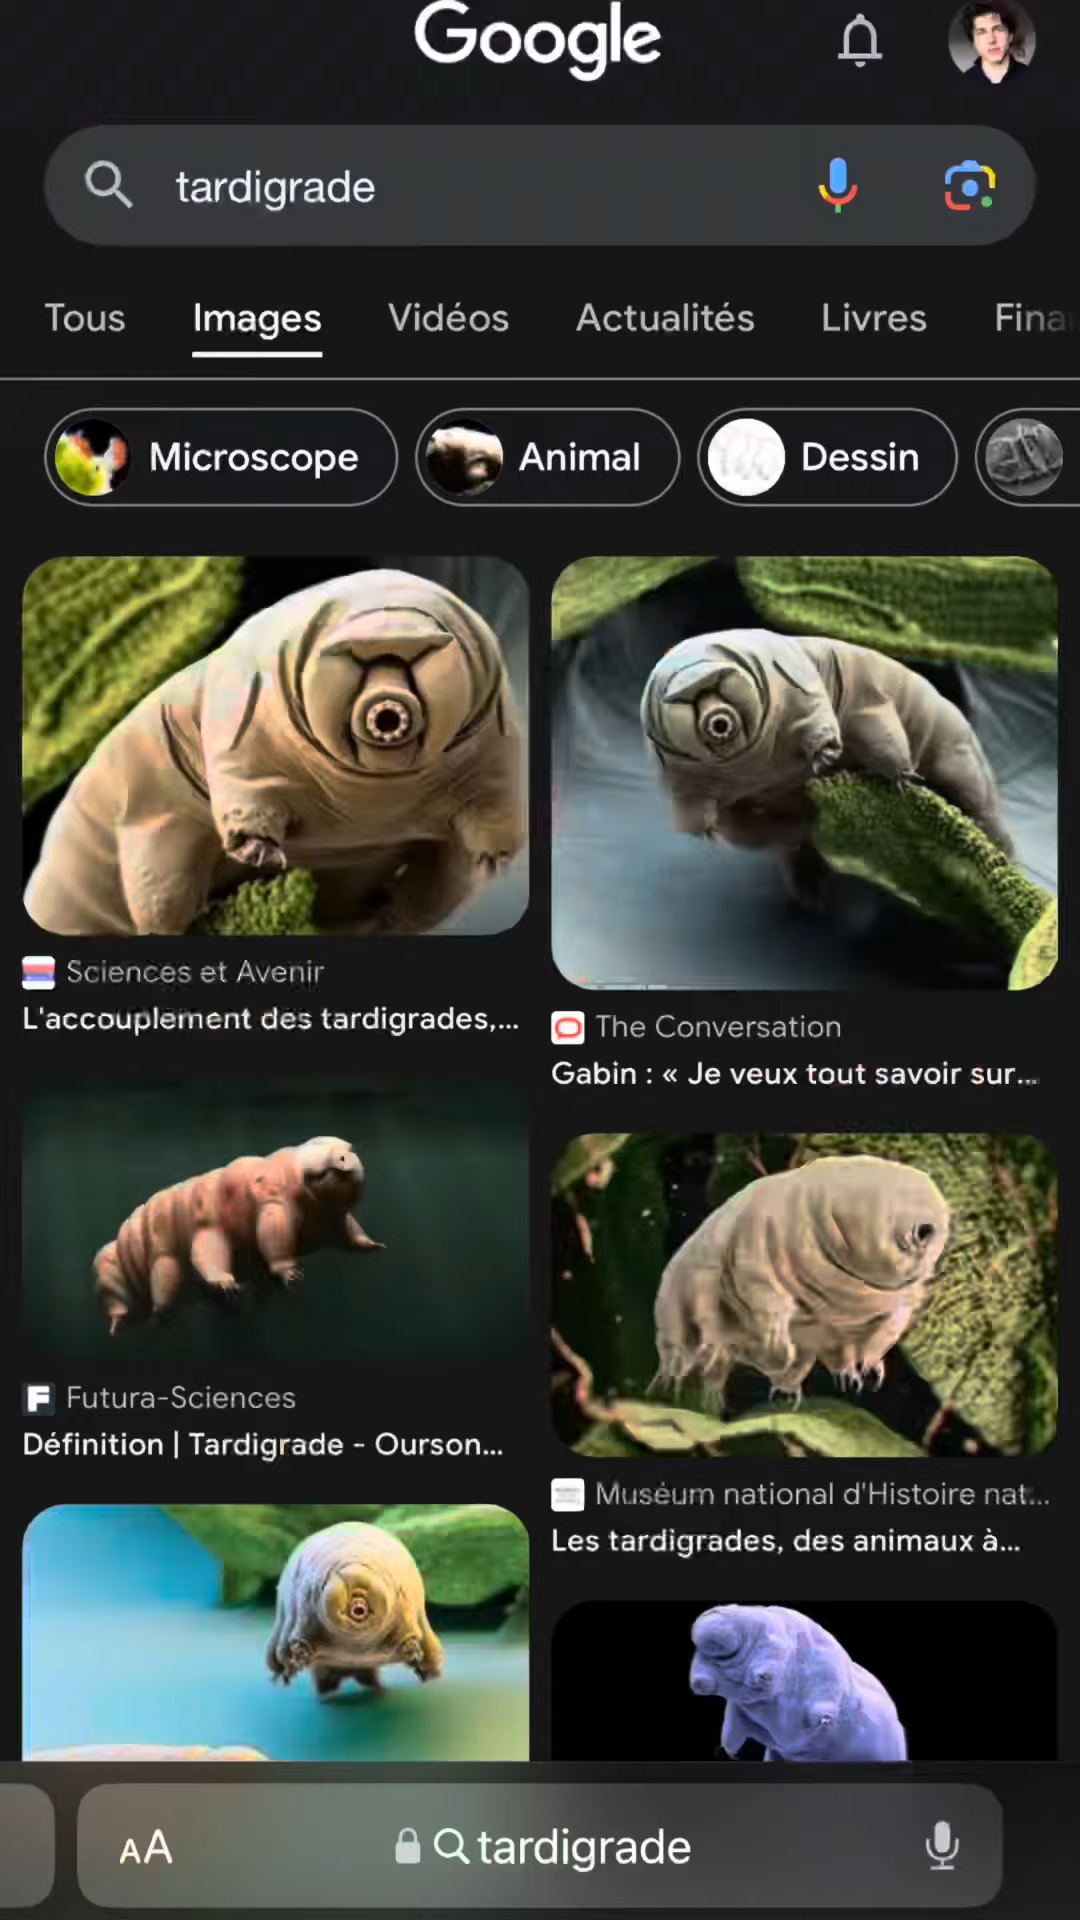 Google
tardigrade
Tous Images Vidéos Actualités Livres Fina
Microscope Animal Dessin
Sciences et Avenir
L'accouplement des tardigrades,...
The Conversation
Gabin : « Je veux tout savoir sur...
Futura-Sciences
Définition | Tardigrade - Ourson...
Muséum national d'Histoire nat...
Les tardigrades, des animaux à...
AA tardigrade